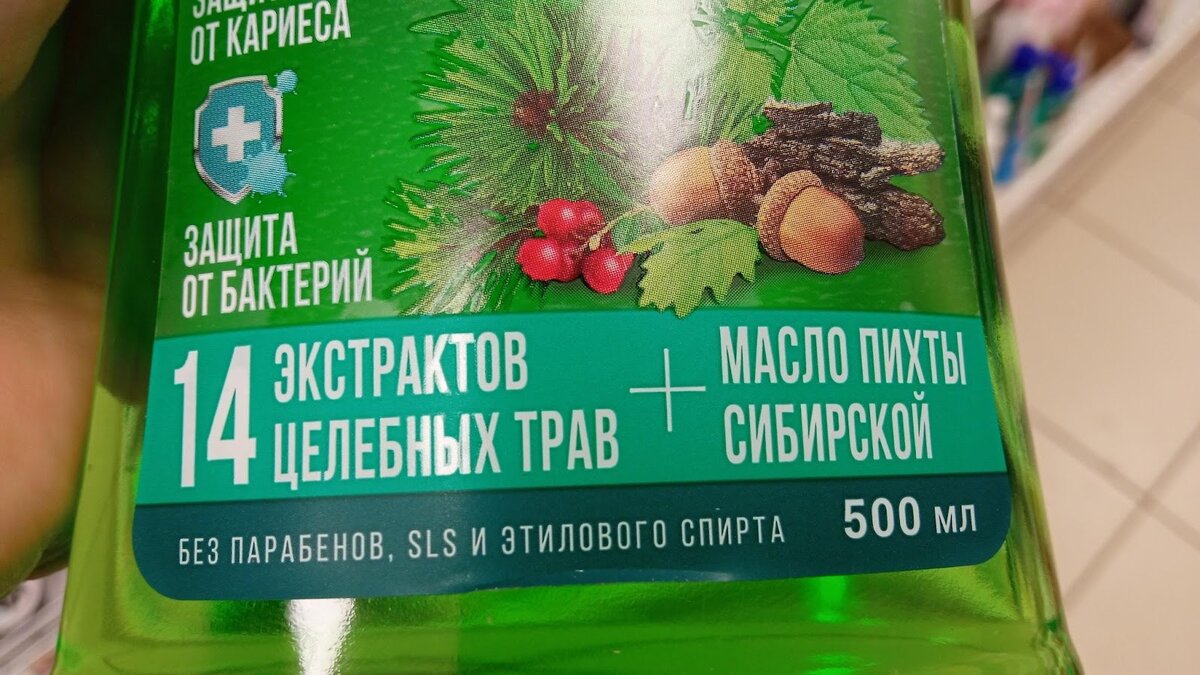 ЗАЩИТА
ОТ КАРИЕСА
ЗАЩИТА
ОТ БАКТЕРИЙ
14 ЭКСТРАКТОВ
ЦЕЛЕБНЫХ ТРАВ
+
МАСЛО ПИХТЫ
СИБИРСКОЙ
БЕЗ ПАРАБЕНОВ, SLS И ЭТИЛОВОГО СПИРТА
500 мл